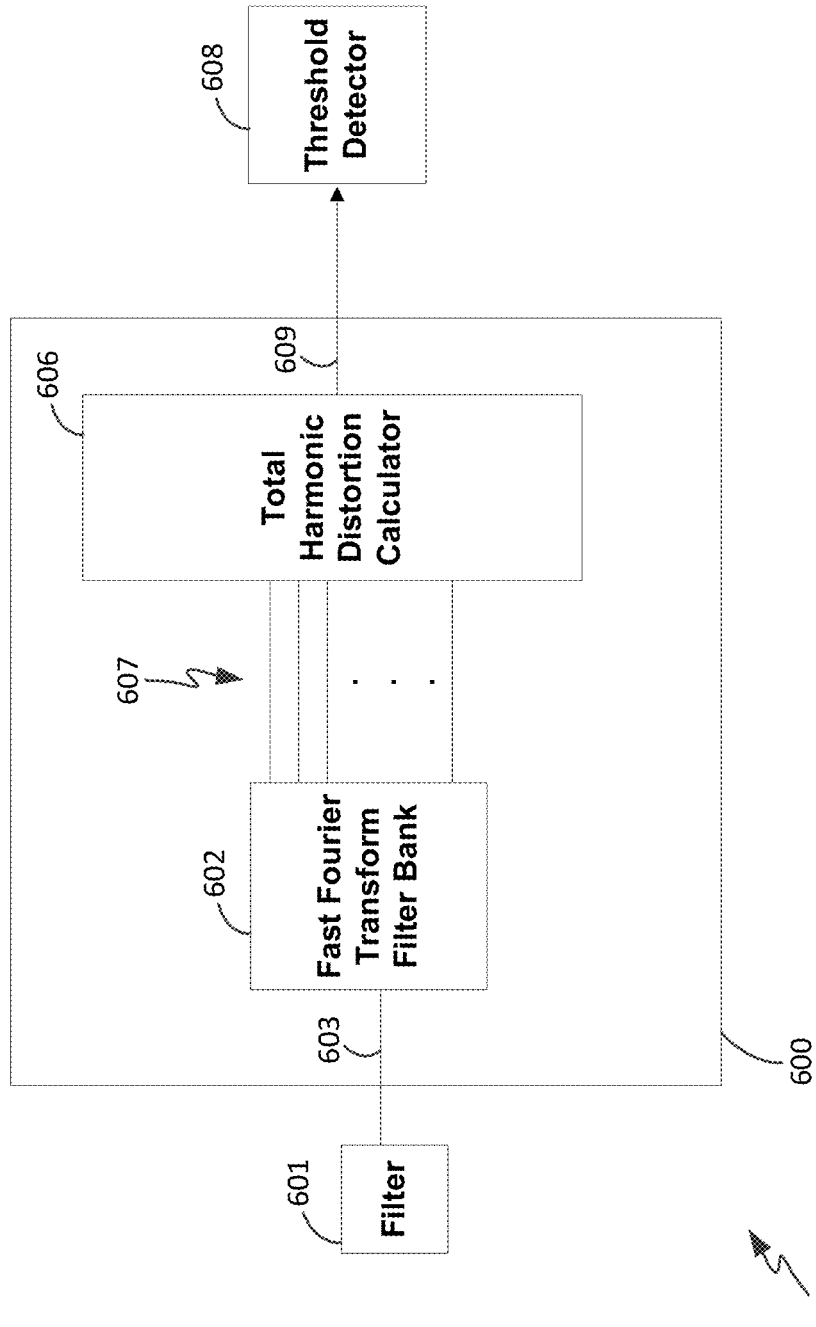 601
Filter
603
602
Fast Fourier
Transform
Filter Bank
607
. . .
606
Total
Harmonic
Distortion
Calculator
609
608
Threshold
Detector
600